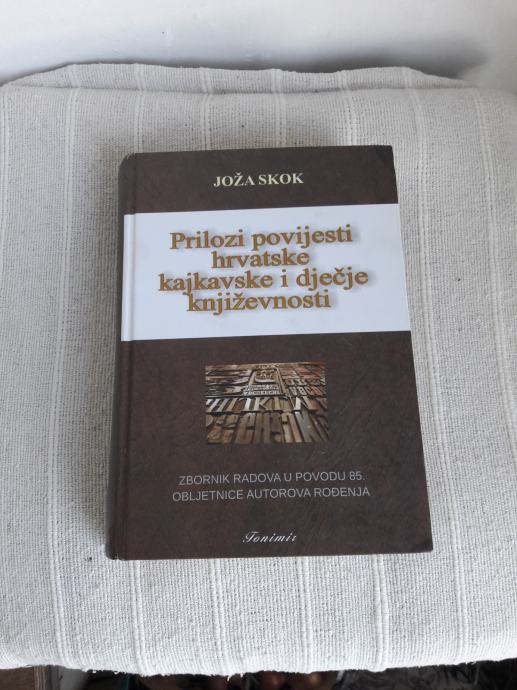 JOŽA SKOK
Prilozi povijesti
hrvatske
kajkavske i dječje
književnosti
ZBORNIK RADOVA U POVODU 85.
OBLJETNICE AUTOROVA ROĐENJA
Tonimir